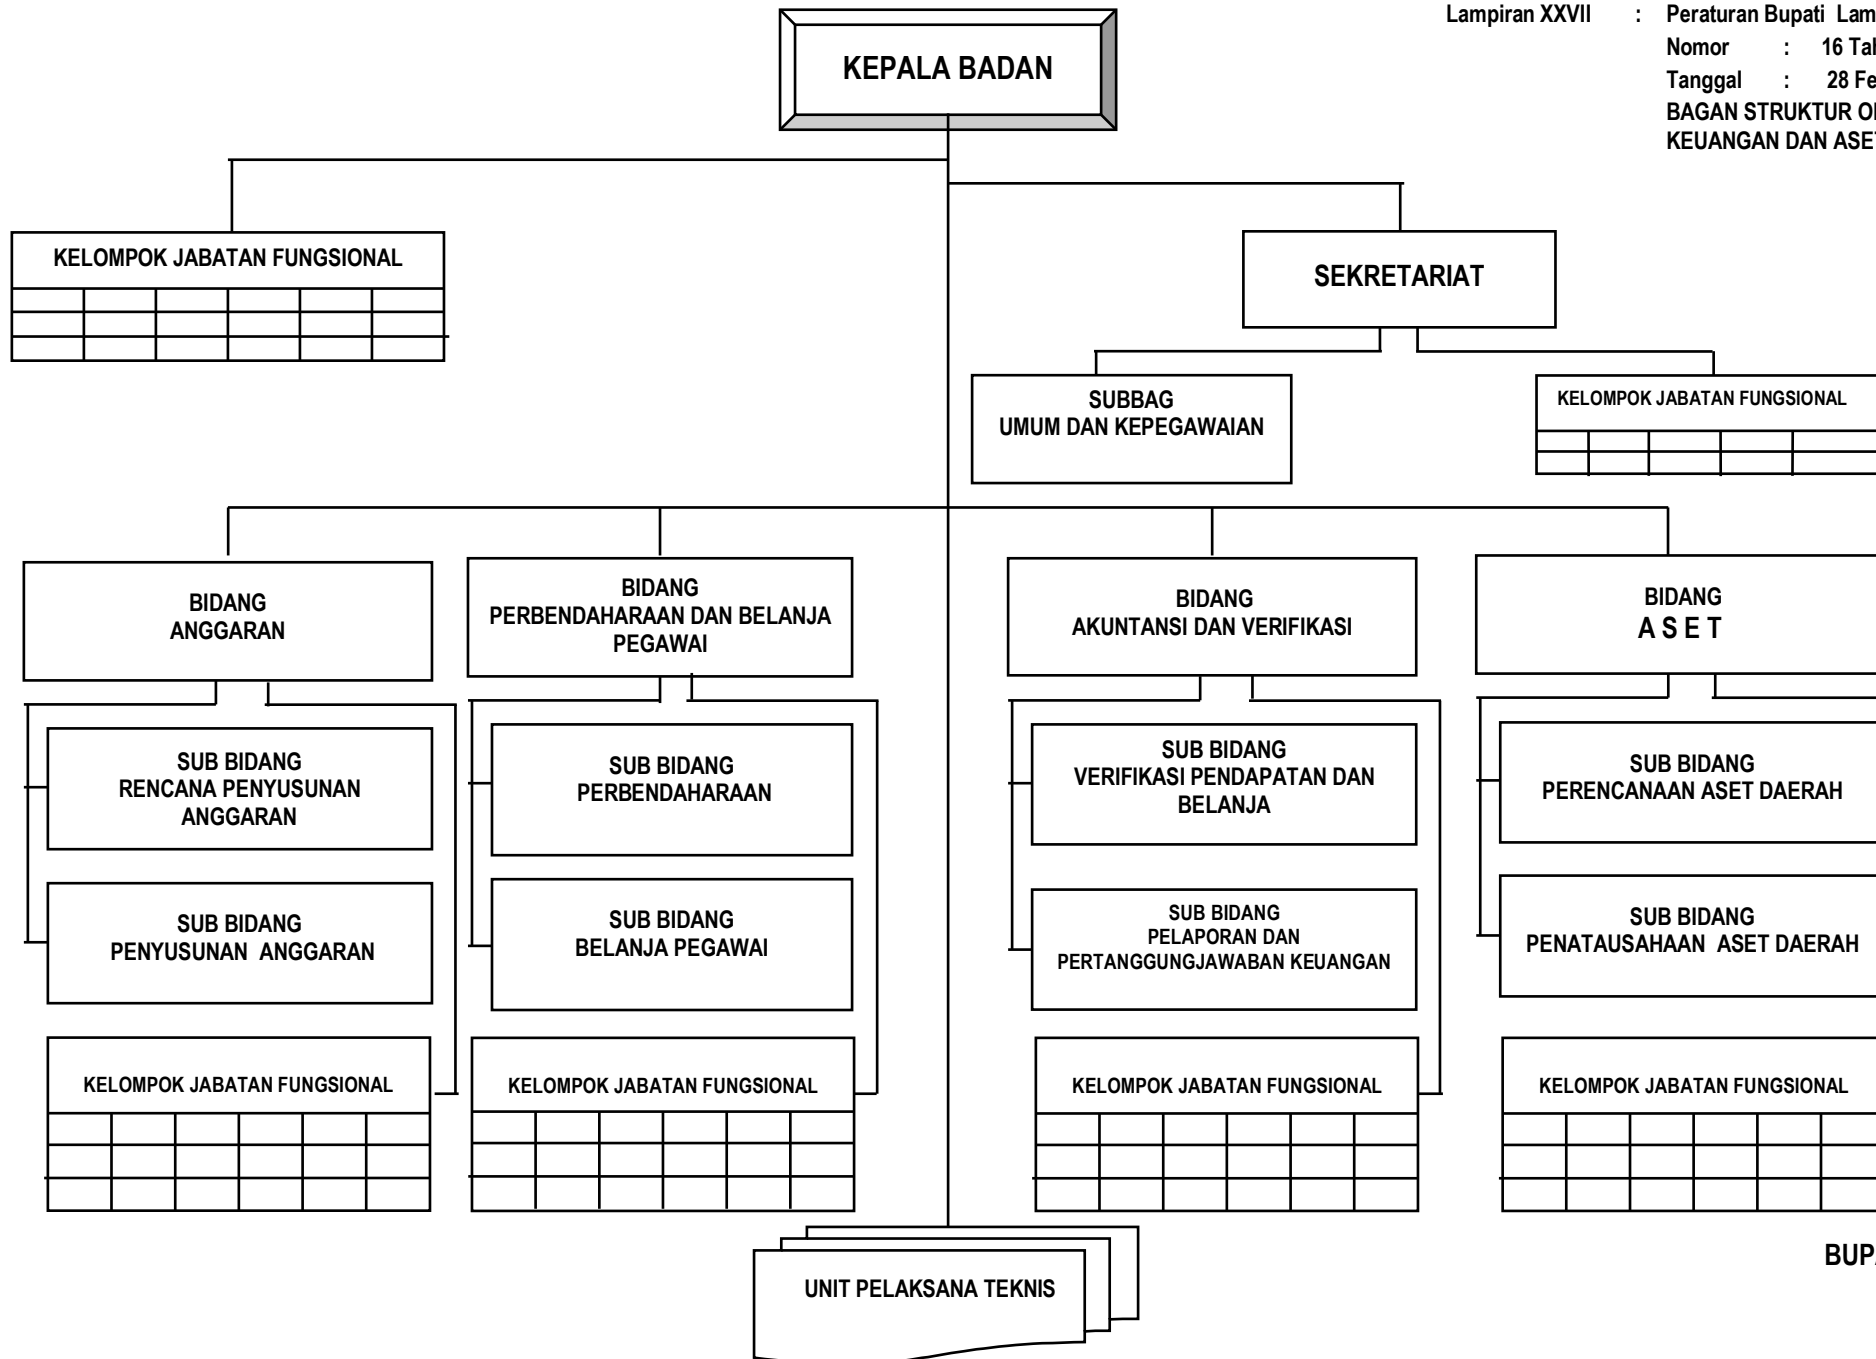 Lampiran XXVII : Peraturan Bupati
Nomor : 16
Tanggal : 28
BAGAN STRUKTUR
KEUANGAN DAN
KEPALA BADAN
KELOMPOK JABATAN FUNGSIONAL
SEKRETARIAT
SUBBAG
UMUM DAN KEPEGAWAIAN
KELOMPOK JABATAN FUNGSIONAL
BIDANG
ANGGARAN
BIDANG
PERBENDAHARAAN DAN BELANJA
PEGAWAI
BIDANG
AKUNTANSI DAN VERIFIKASI
BIDANG
A S E T
SUB BIDANG
RENCANA PENYUSUNAN
ANGGARAN
SUB BIDANG
PERBENDAHARAAN
SUB BIDANG
VERIFIKASI PENDAPATAN DAN
BELANJA
SUB BIDANG
PERENCANAAN ASET DAERAH
SUB BIDANG
PENYUSUNAN ANGGARAN
SUB BIDANG
BELANJA PEGAWAI
SUB BIDANG
PELAPORAN DAN
PERTANGGUNGJAWABAN KEUANGAN
SUB BIDANG
PENATAUSAHAAN ASET DAERAH
KELOMPOK JABATAN FUNGSIONAL
KELOMPOK JABATAN FUNGSIONAL
KELOMPOK JABATAN FUNGSIONAL
KELOMPOK JABATAN FUNGSIONAL
UNIT PELAKSANA TEKNIS